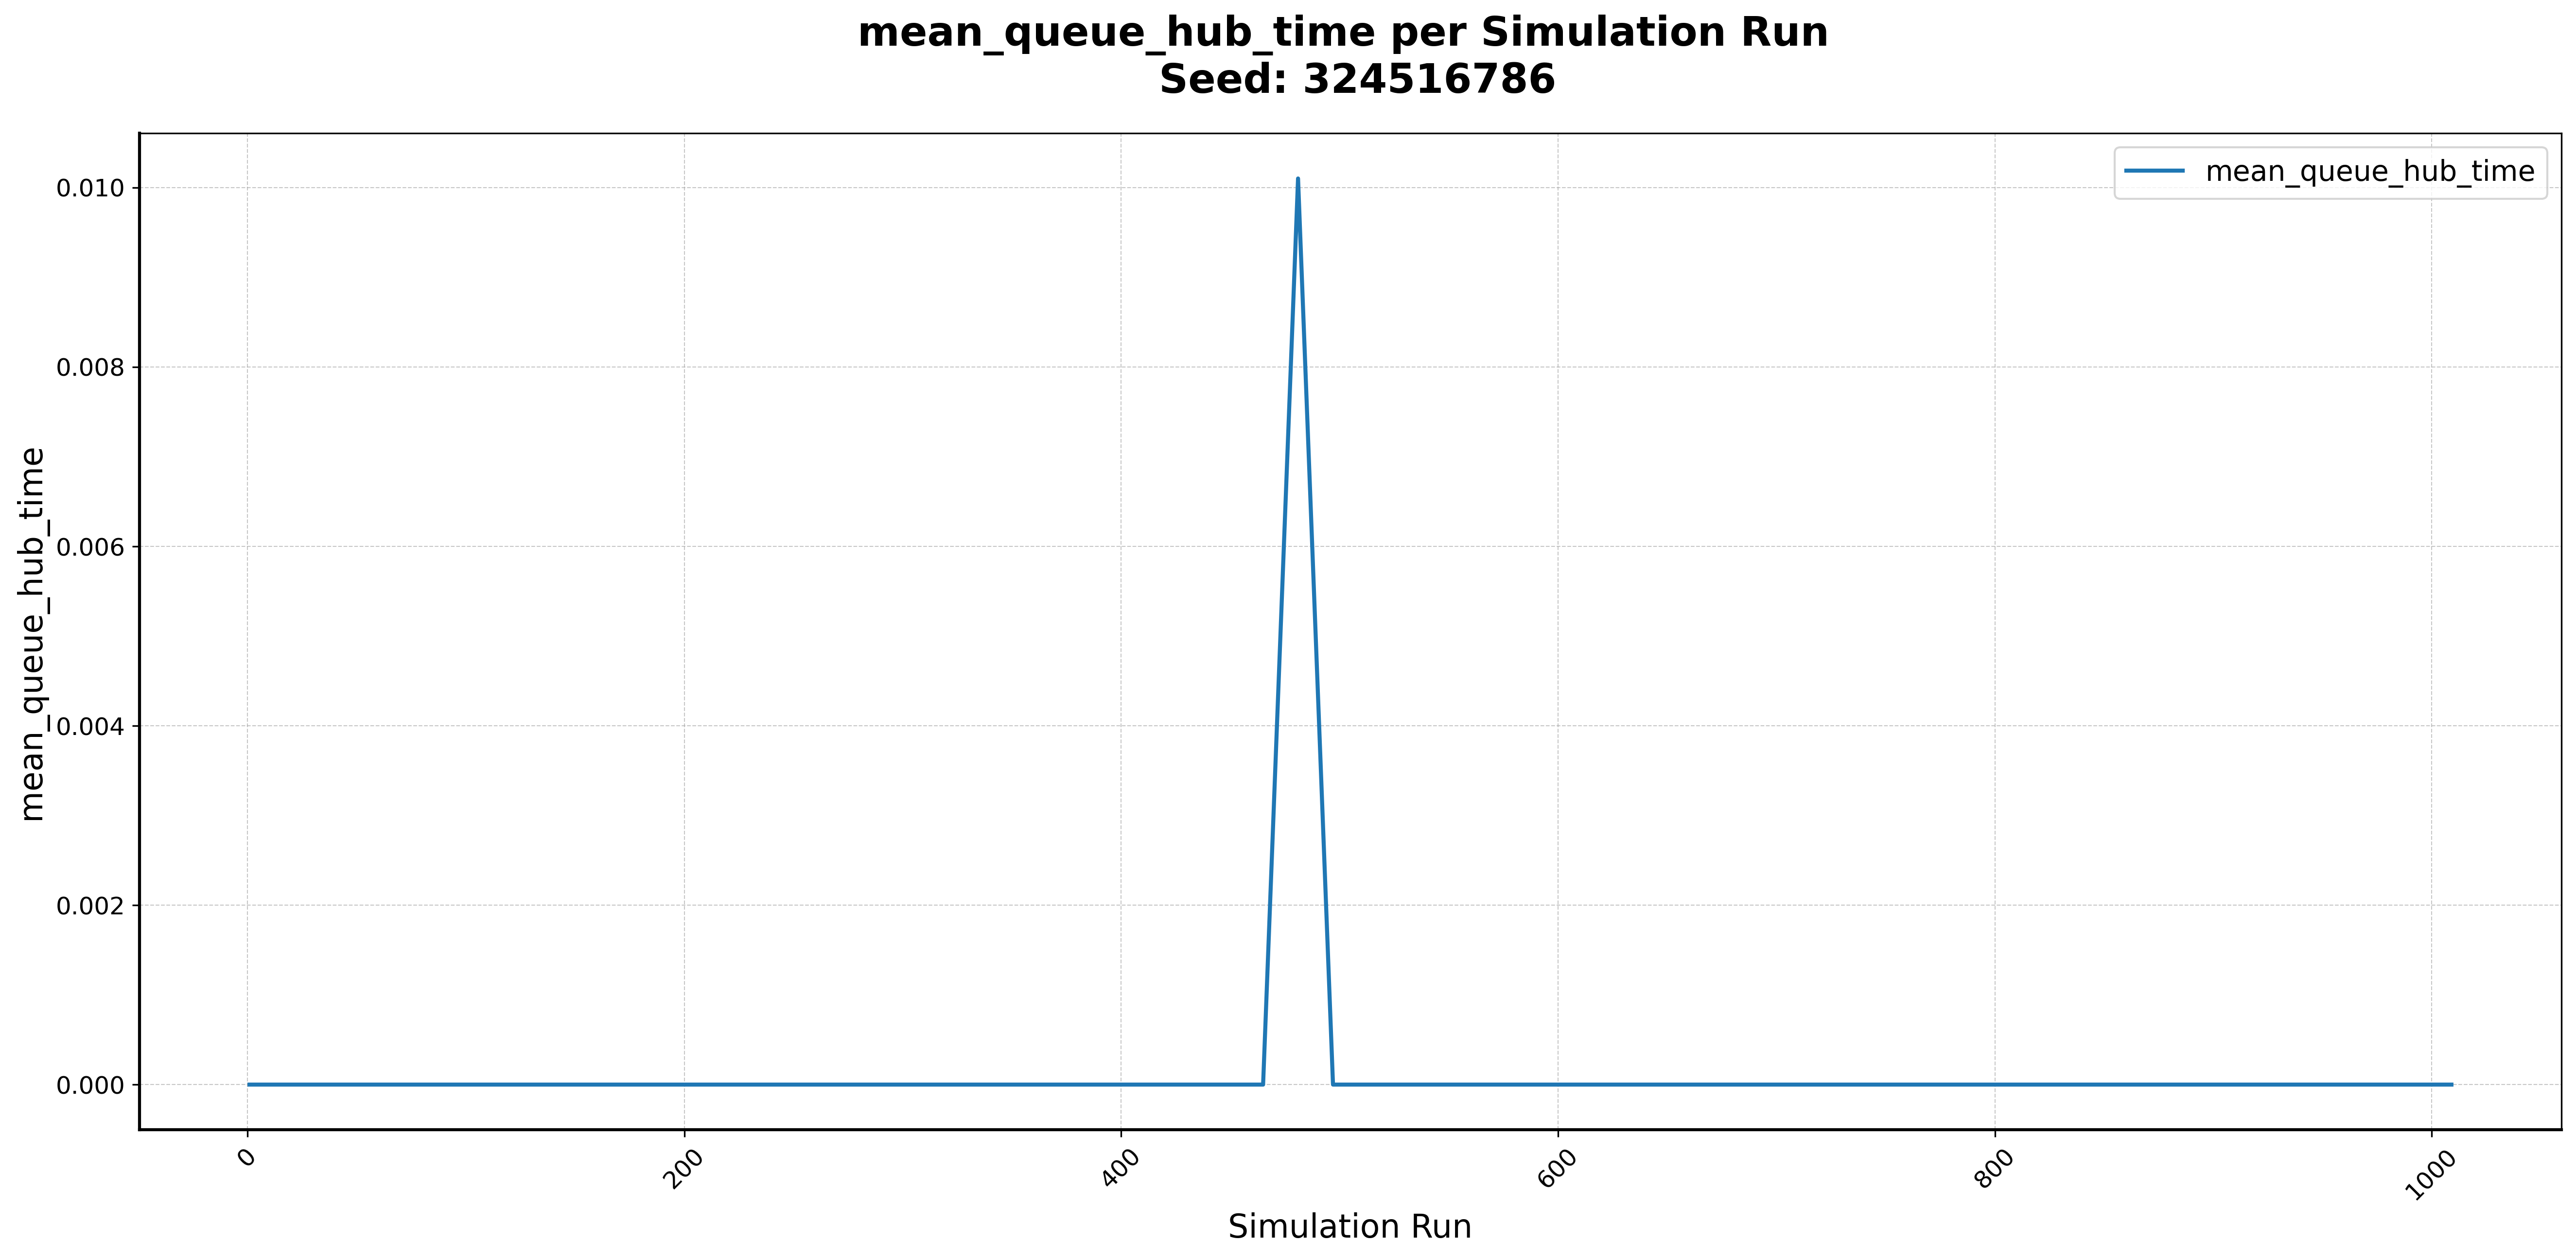 mean_queue_hub_time per Simulation Run
Seed: 324516786
mean_queue_hub_time
0.010
0.008
0.006
0.004
0.002
0.000
mean_queue_hub_time
0
200
400
600
800
1000
Simulation Run